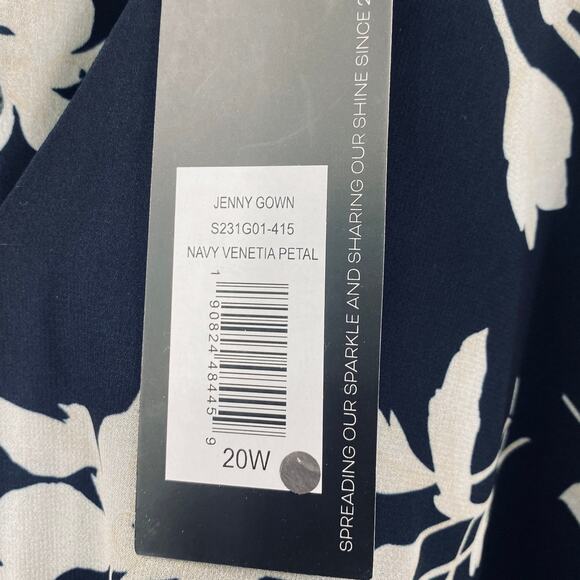 JENNY GOWN
S231G01-415
NAVY VENETIA PETAL
1 90824 48445 9
20W
SPREADING OUR SPARKLE AND SHARING OUR SHINE SINCE 2